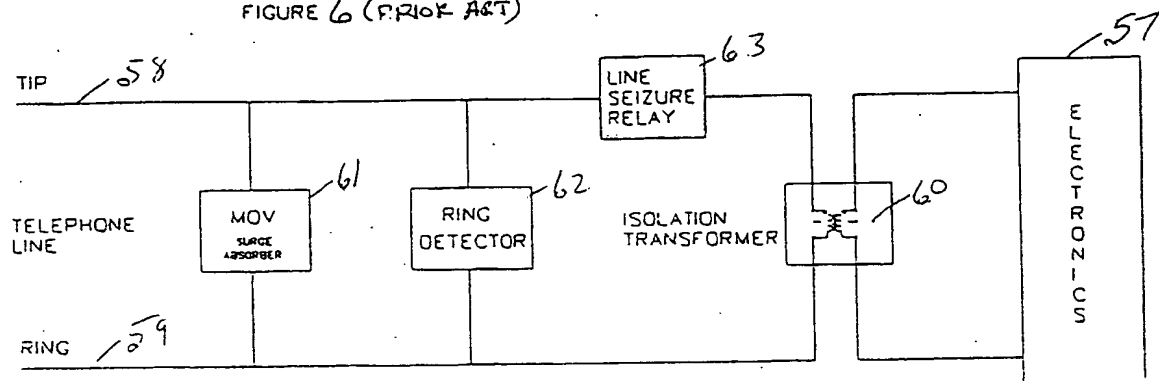 FIGURE 6 (PRIOR ART)
57
63
58
TIP
LINE
SEIZURE
RELAY
ELECTRONICS
61
62
60
MOV
SURGE
ABSORBER
RING
DETECTOR
TELEPHONE
LINE
ISOLATION
TRANSFORMER
59
RING